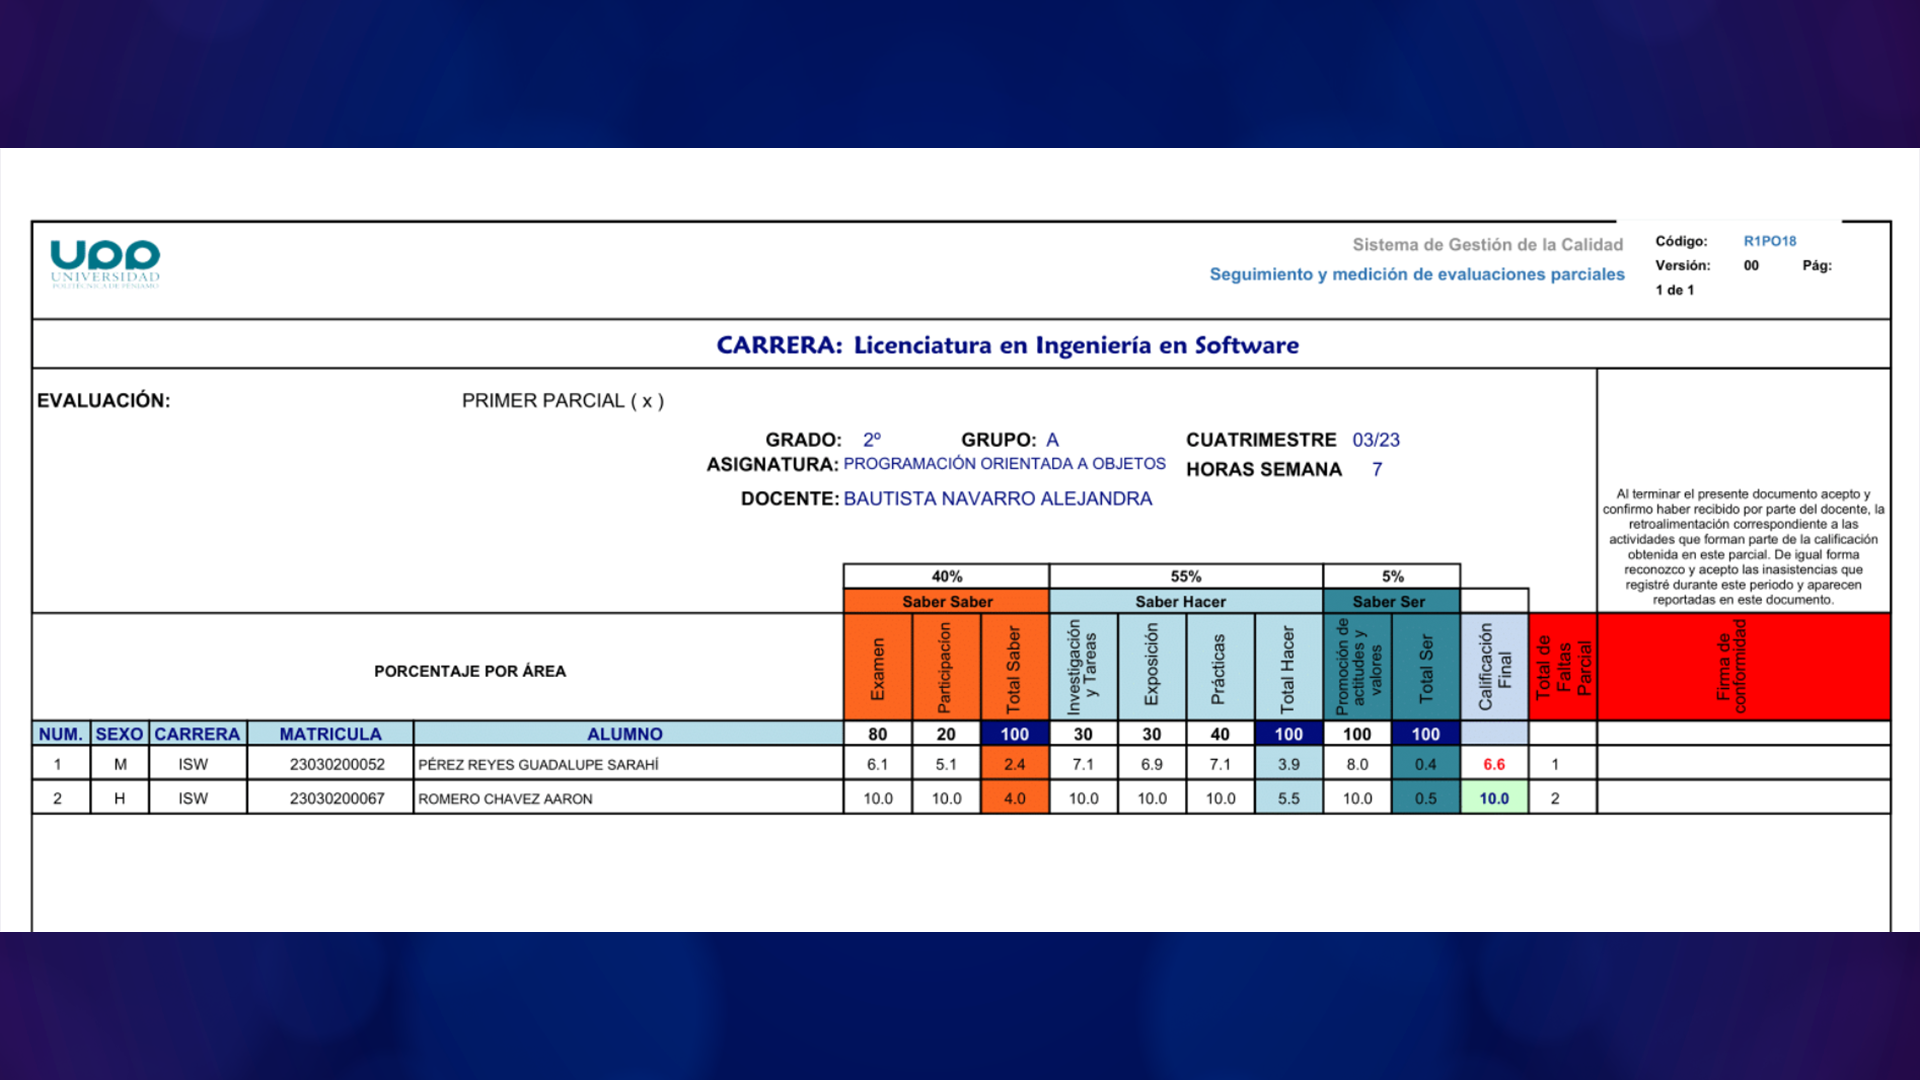 UPP
UNIVERSIDAD
POLITÉCNICA DE PÉNJAMO
Sistema de Gestión de la Calidad
Seguimiento y medición de evaluaciones parciales
Código: R1PO18
Versión: 00 Pág:
1 de 1
CARRERA: Licenciatura en Ingeniería en Software
EVALUACIÓN: PRIMER PARCIAL ( x )
GRADO: 2º GRUPO: A CUATRIMESTRE 03/23
ASIGNATURA: PROGRAMACIÓN ORIENTADA A OBJETOS HORAS SEMANA 7
DOCENTE: BAUTISTA NAVARRO ALEJANDRA
Al terminar el presente documento acepto y
confirmo haber recibido por parte del docente, la
retroalimentación correspondiente a las
actividades que forman parte de la calificación
obtenida en este parcial. De igual forma
reconozco y acepto las inasistencias que
registré durante este periodo y aparecen
reportadas en este documento.
40% 55% 5%
Saber Saber Saber Hacer Saber Ser
PORCENTAJE POR ÁREA
Examen
Participacíon
Total Saber
Investigación
y Tareas
Exposición
Prácticas
Total Hacer
Promoción de
actitudes y
valores
Total Ser
Calificación
Final
Total de
Faltas
Parcial
Firma de
conformidad
NUM. SEXO CARRERA MATRICULA ALUMNO 80 20 100 30 30 40 100 100 100
1 M ISW 23030200052 PÉREZ REYES GUADALUPE SARAHÍ 6.1 5.1 2.4 7.1 6.9 7.1 3.9 8.0 0.4 6.6 1
2 H ISW 23030200067 ROMERO CHAVEZ AARON 10.0 10.0 4.0 10.0 10.0 10.0 5.5 10.0 0.5 10.0 2